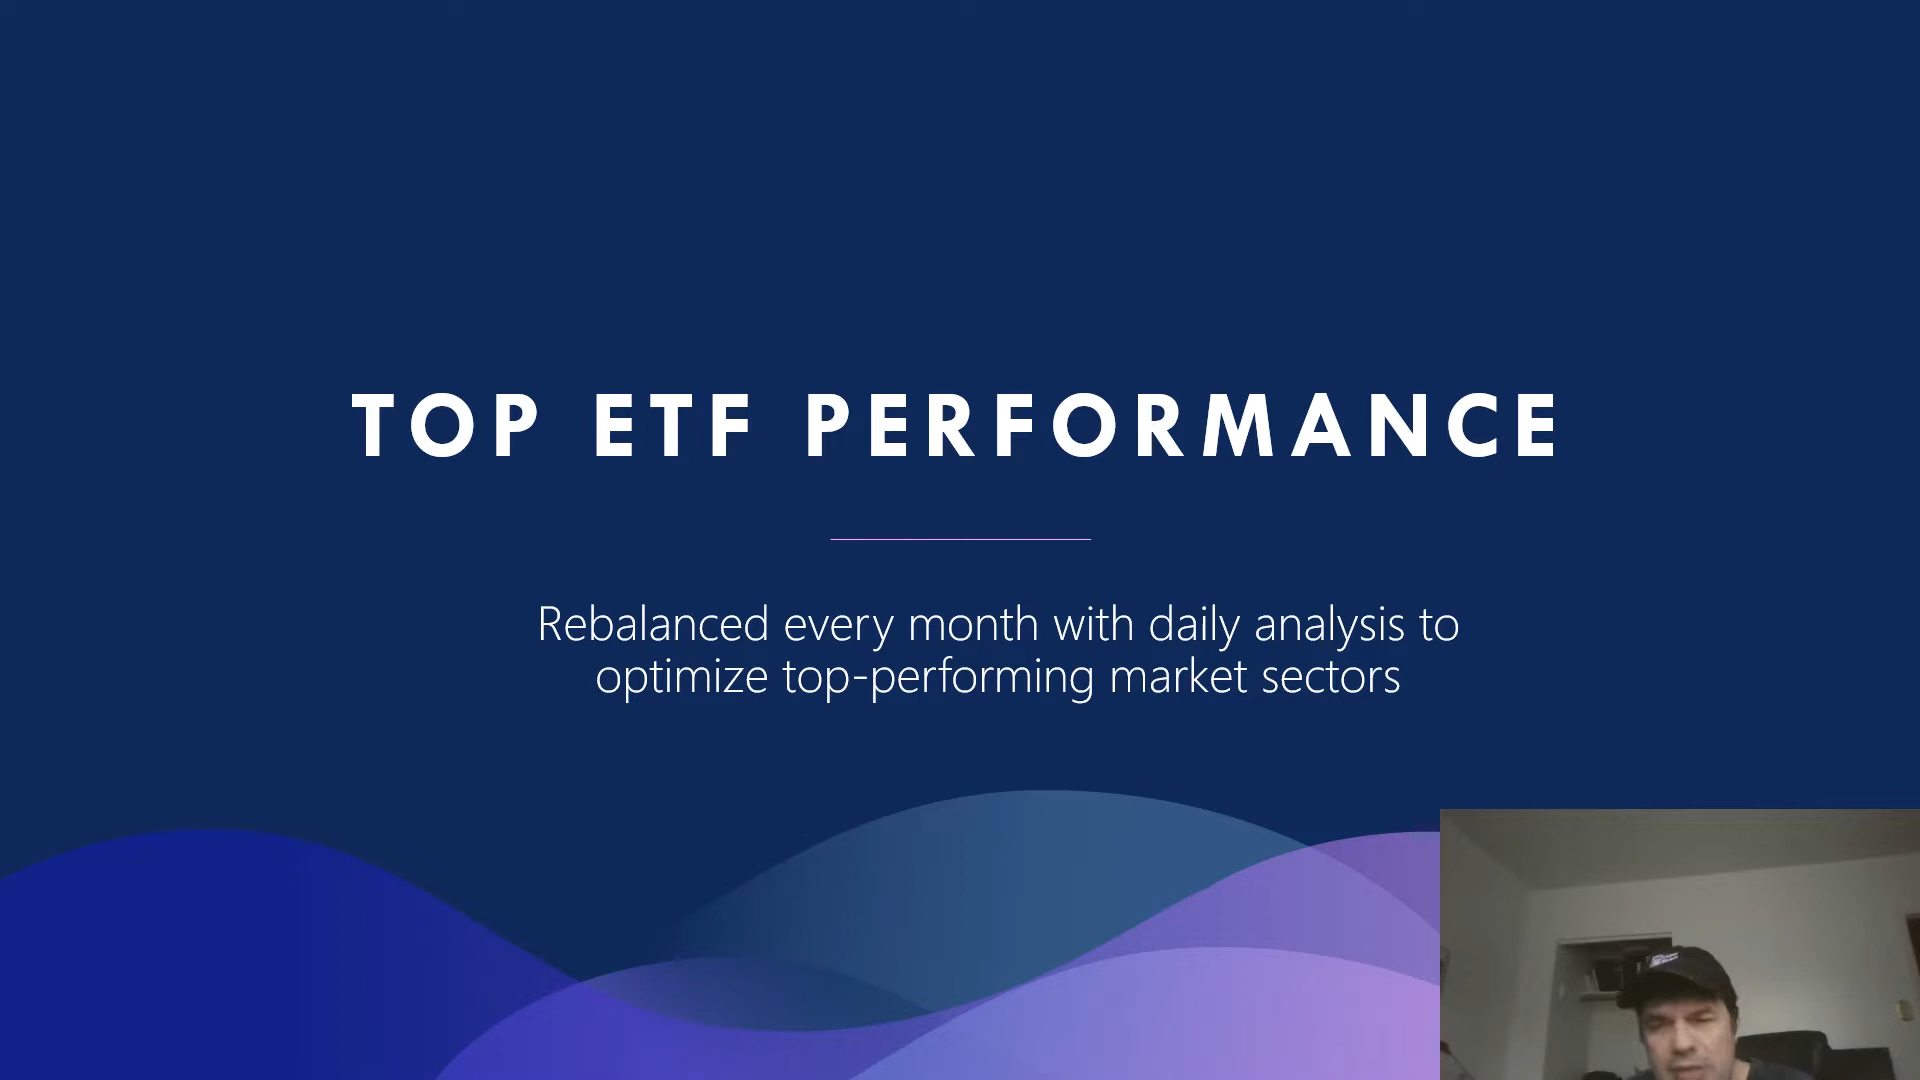 TOP ETF PERFORMANCE
Rebalanced every month with daily analysis to
optimize top-performing market sectors